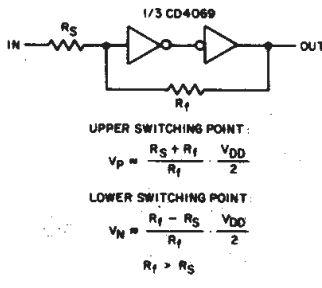 1/3 CD4069
IN
RS
OUT
Rf
UPPER SWITCHING POINT:
VP ≈ (RS + Rf) / Rf · VDD / 2
LOWER SWITCHING POINT:
VN ≈ (Rf - RS) / Rf · VDD / 2
Rf > RS